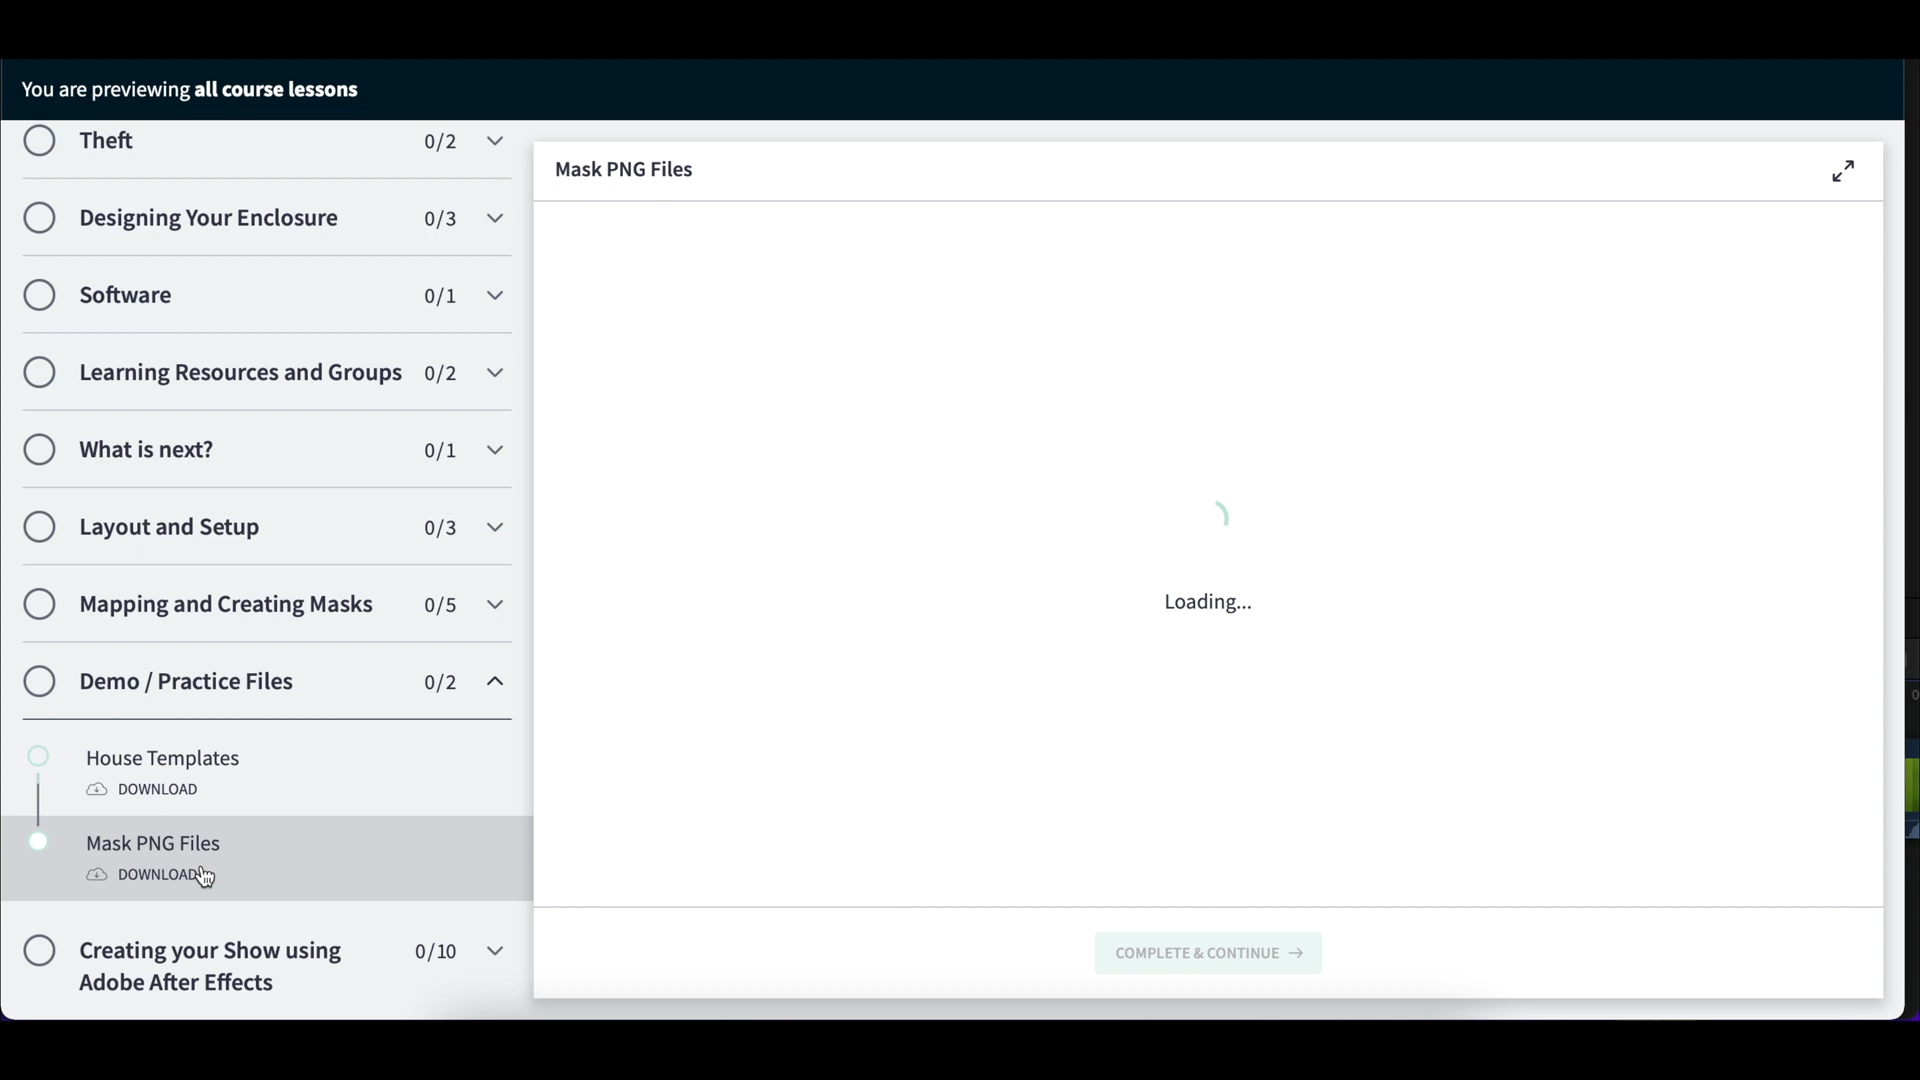 You are previewing all course lessons
Theft 0/2
Designing Your Enclosure 0/3
Software 0/1
Learning Resources and Groups 0/2
What is next? 0/1
Layout and Setup 0/3
Mapping and Creating Masks 0/5
Demo / Practice Files 0/2
House Templates
DOWNLOAD
Mask PNG Files
DOWNLOAD
Creating your Show using 0/10
Adobe After Effects
Mask PNG Files
Loading...
COMPLETE & CONTINUE →